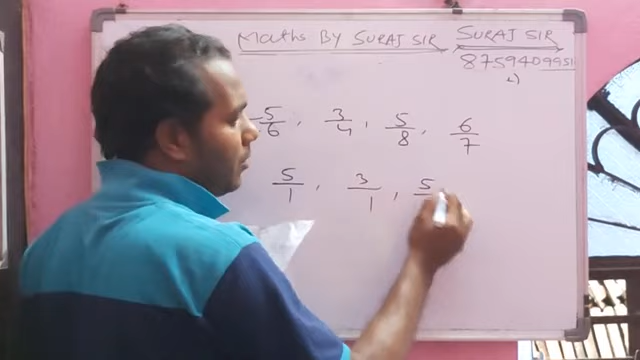 Maths By SURAJ SIR SURAJ SIR
8759409951
5/6, 3/4, 5/8, 6/7
5/1, 3/1, 5/